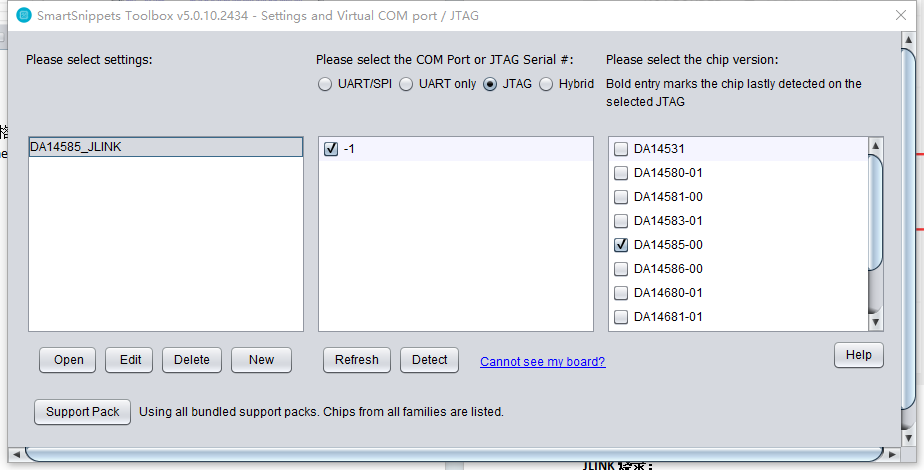 SmartSnippets Toolbox v5.0.10.2434 - Settings and Virtual COM port / JTAG
Please select settings:
Please select the COM Port or JTAG Serial #:
Please select the chip version:
UART/SPI
UART only
JTAG
Hybrid
Bold entry marks the chip lastly detected on the
selected JTAG
DA14585_JLINK
-1
DA14531
DA14580-01
DA14581-00
DA14583-01
DA14585-00
DA14586-00
DA14680-01
DA14681-01
Open
Edit
Delete
New
Refresh
Detect
Cannot see my board?
Help
Support Pack
Using all bundled support packs. Chips from all families are listed.
JLINK 烧录：